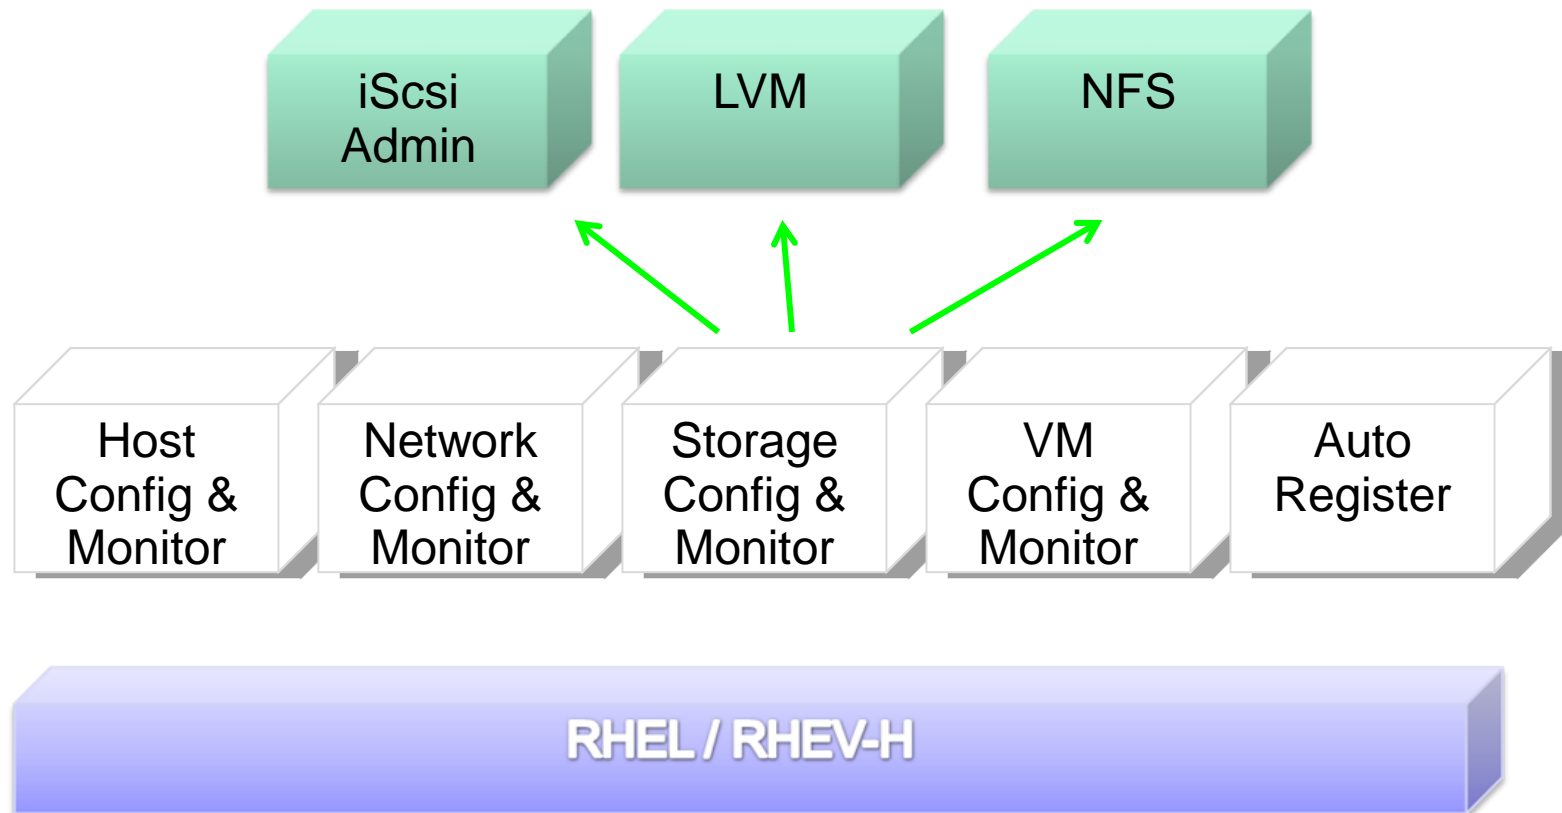 iScsi
Admin
LVM
NFS
Host
Config &
Monitor
Network
Config &
Monitor
Storage
Config &
Monitor
VM
Config &
Monitor
Auto
Register
RHEL / RHEV-H